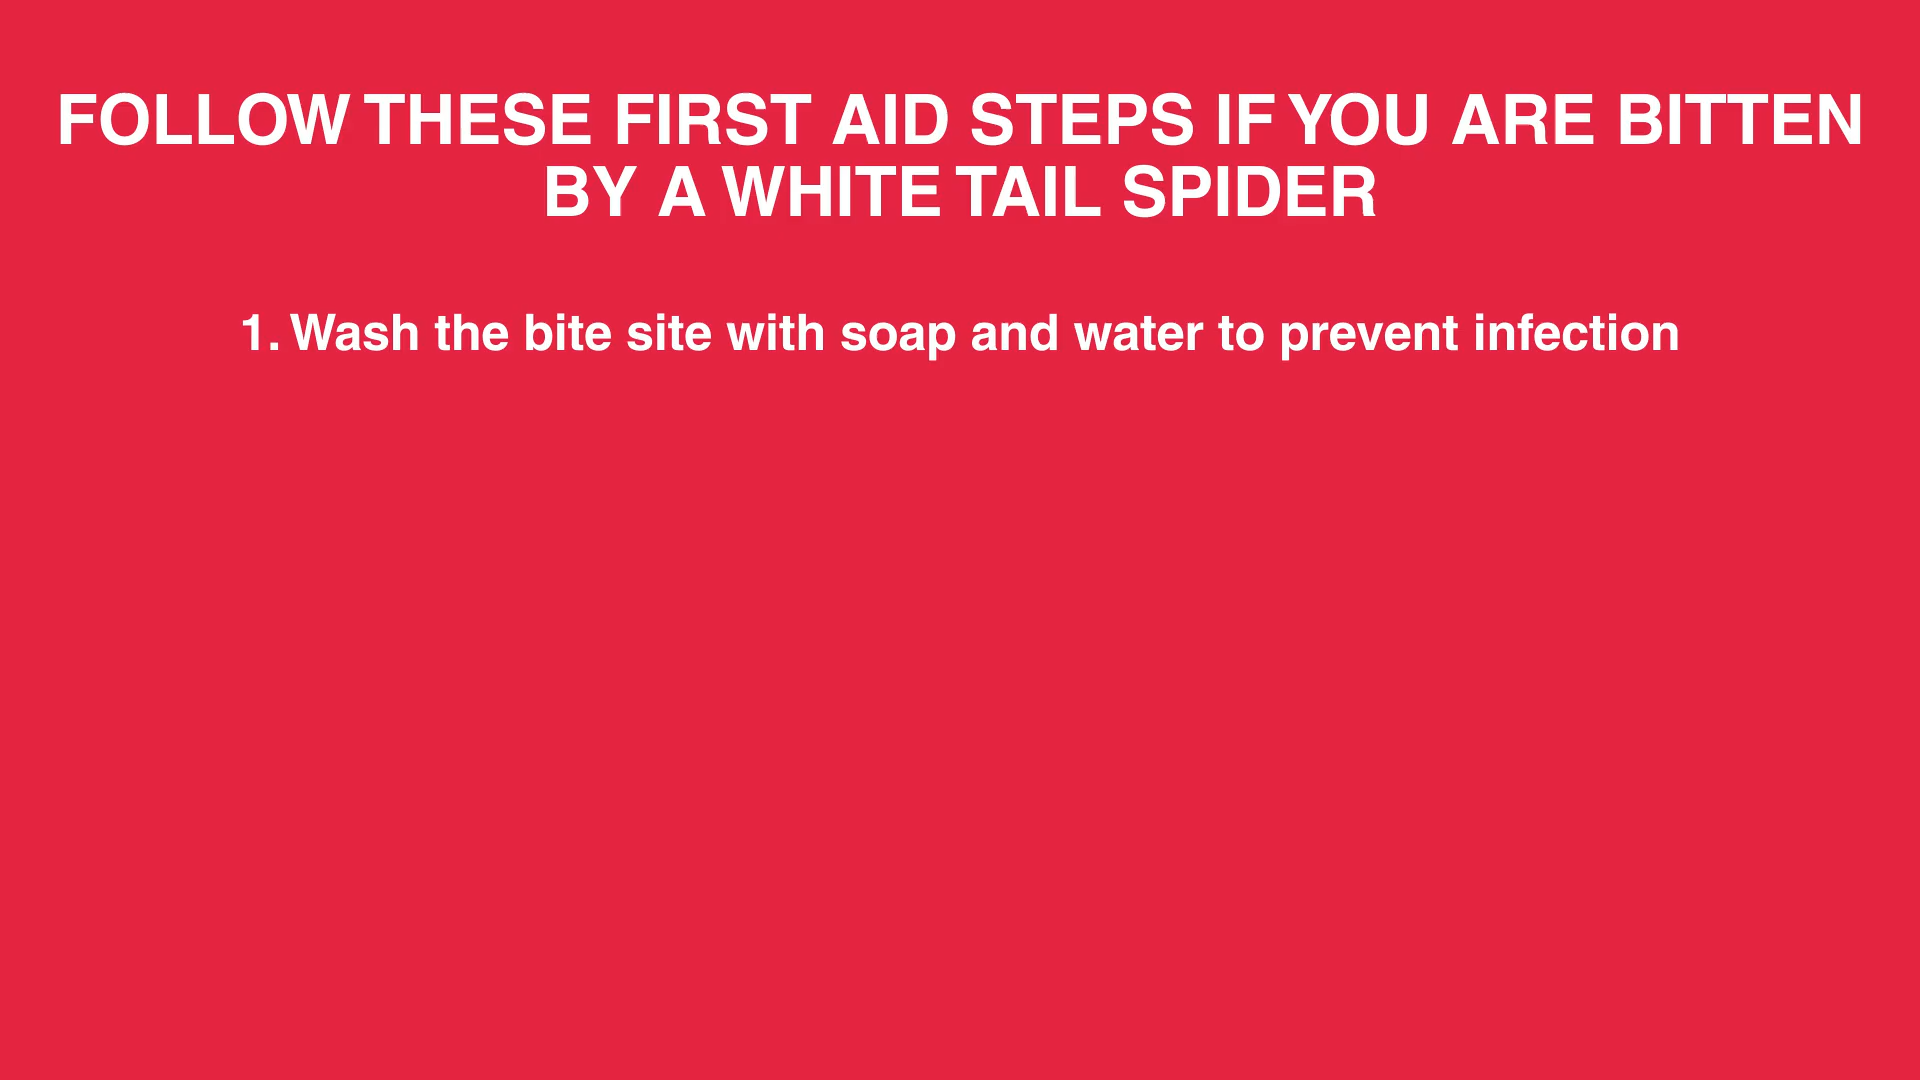 FOLLOW THESE FIRST AID STEPS IF YOU ARE BITTEN
BY A WHITE TAIL SPIDER
1. Wash the bite site with soap and water to prevent infection